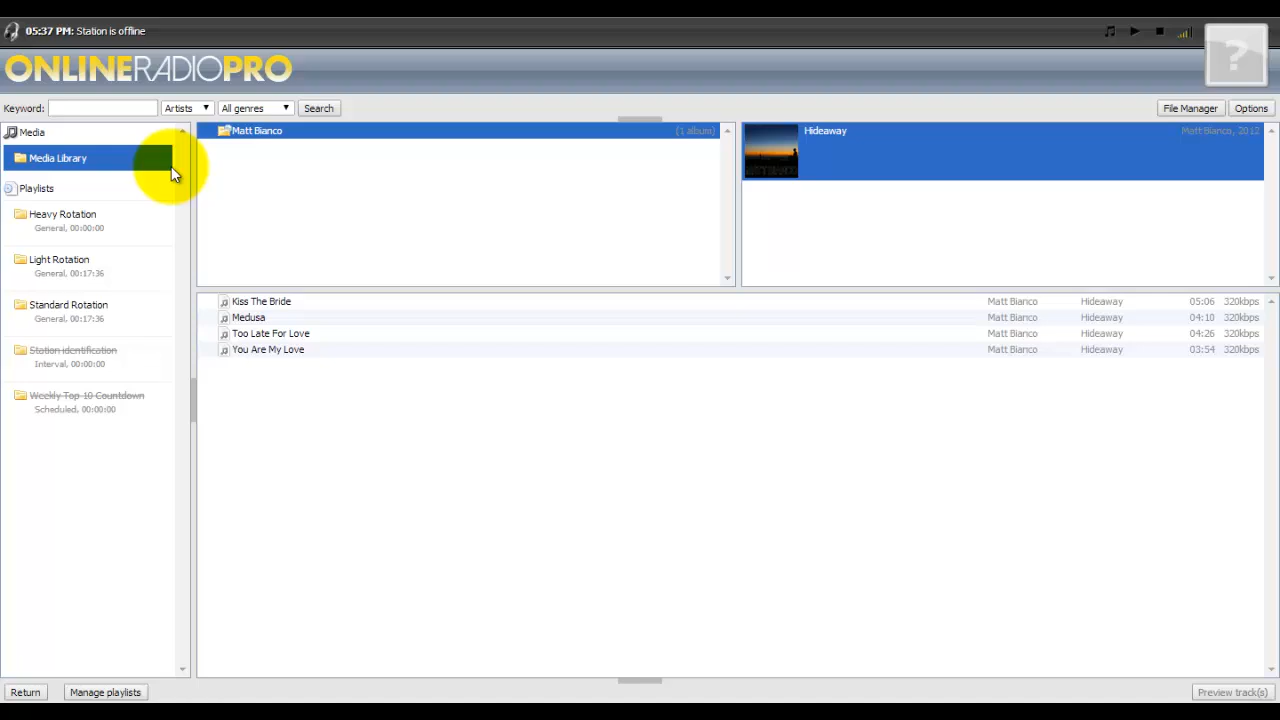 05:37 PM: Station is offline
ONLINERADIOPRO
?
Keyword: Artists All genres Search File Manager Options
Media
Media Library
Playlists
Heavy Rotation
General, 00:00:00
Light Rotation
General, 00:17:36
Standard Rotation
General, 00:17:36
Station identification
Interval, 00:00:00
Weekly Top 10 Countdown
Scheduled, 00:00:00
Matt Bianco (1 album)
Hideaway Matt Bianco, 2012
MATT BIANCO
Kiss The Bride Matt Bianco Hideaway 05:06 320kbps
Medusa Matt Bianco Hideaway 04:10 320kbps
Too Late For Love Matt Bianco Hideaway 04:26 320kbps
You Are My Love Matt Bianco Hideaway 03:54 320kbps
Return Manage playlists Preview track(s)